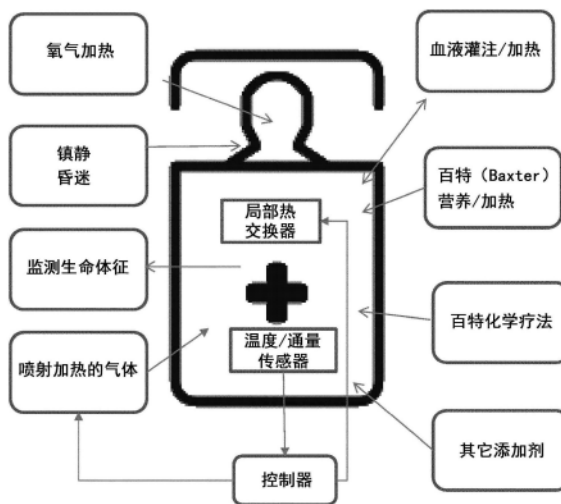 氧气加热
血液灌注/加热
镇静
昏迷
百特（Baxter）
营养/加热
局部热
交换器
监测生命体征
温度/通量
传感器
百特化学疗法
喷射加热的气体
其它添加剂
控制器